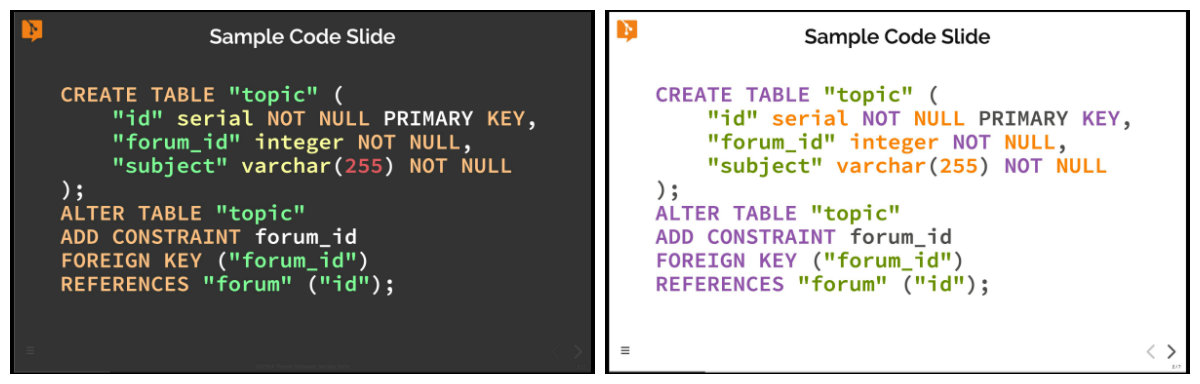 Sample Code Slide
CREATE TABLE "topic" (
    "id" serial NOT NULL PRIMARY KEY,
    "forum_id" integer NOT NULL,
    "subject" varchar(255) NOT NULL
);
ALTER TABLE "topic"
ADD CONSTRAINT forum_id
FOREIGN KEY ("forum_id")
REFERENCES "forum" ("id");
Sample Code Slide
CREATE TABLE "topic" (
    "id" serial NOT NULL PRIMARY KEY,
    "forum_id" integer NOT NULL,
    "subject" varchar(255) NOT NULL
);
ALTER TABLE "topic"
ADD CONSTRAINT forum_id
FOREIGN KEY ("forum_id")
REFERENCES "forum" ("id");